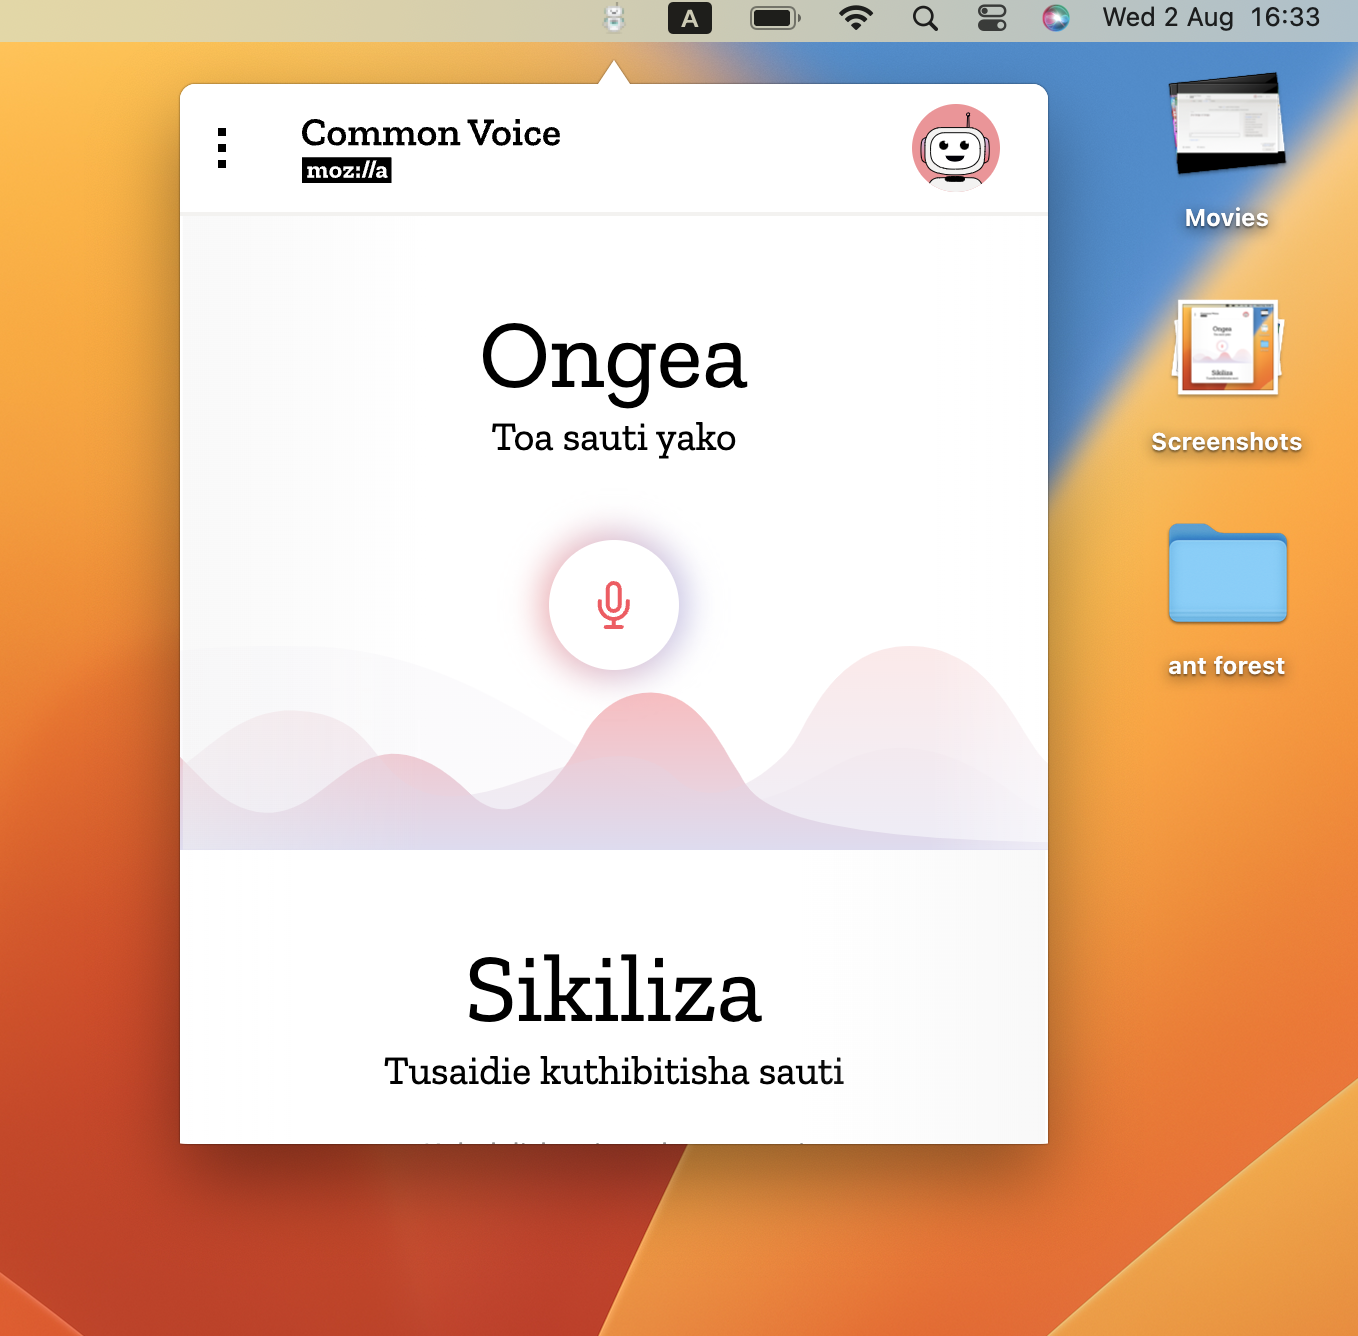 A
Wed 2 Aug 16:33
Common Voice
moz://a
Ongea
Toa sauti yako
Sikiliza
Tusaidie kuthibitisha sauti
Movies
Screenshots
ant forest